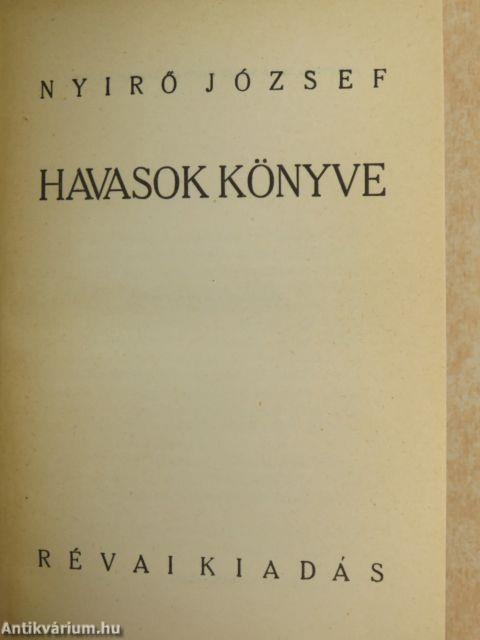 NYIRŐ JÓZSEF
HAVASOK KÖNYVE
RÉVAI KIADÁS
Antikvárium.hu